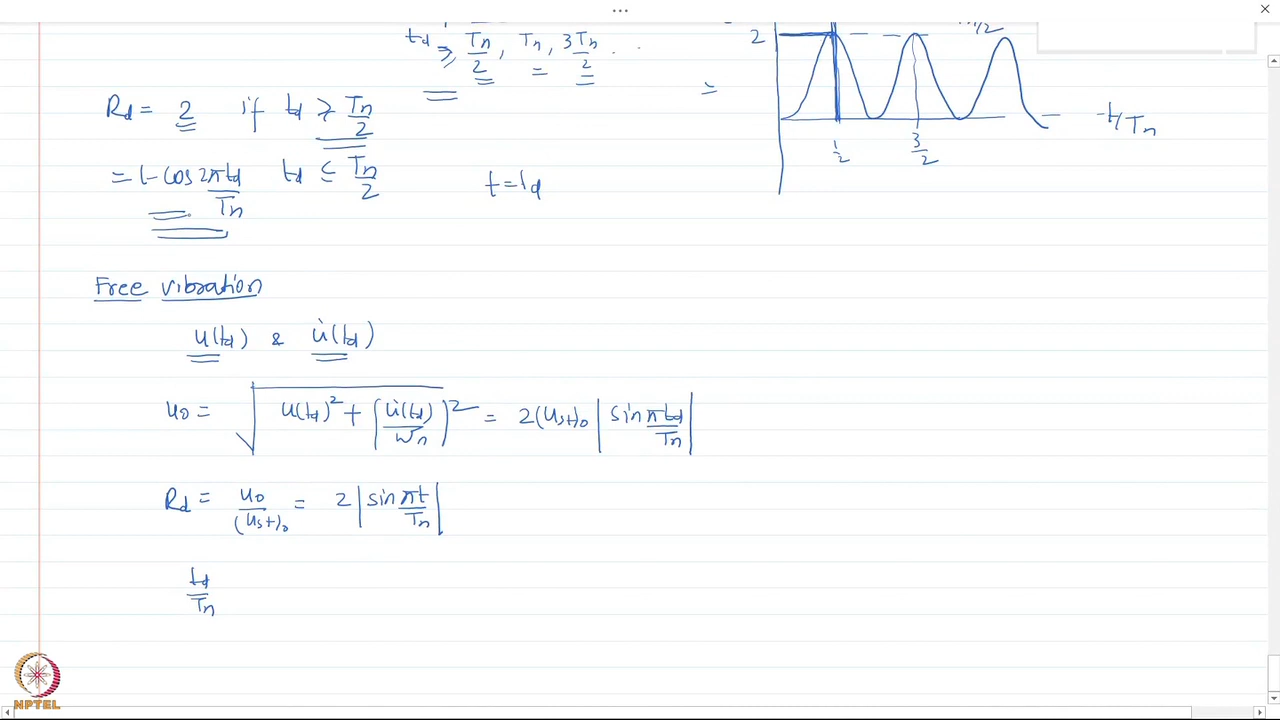 td ≥ Tn/2, Tn, 3Tn/2 . .
Rd = 2 if td ≥ Tn/2
= 1 - cos 2πtd/Tn td ≤ Tn/2
t = td
=
2
1/2
3/2
t/Tn
Free vibration
u(td) & u̇(td)
u0 = √(u(td)² + (u̇(td)/ωn)²) = 2(ust)0 |sin πtd/Tn|
Rd = u0/(ust)0 = 2 |sin πt/Tn|
td/Tn
NPTEL